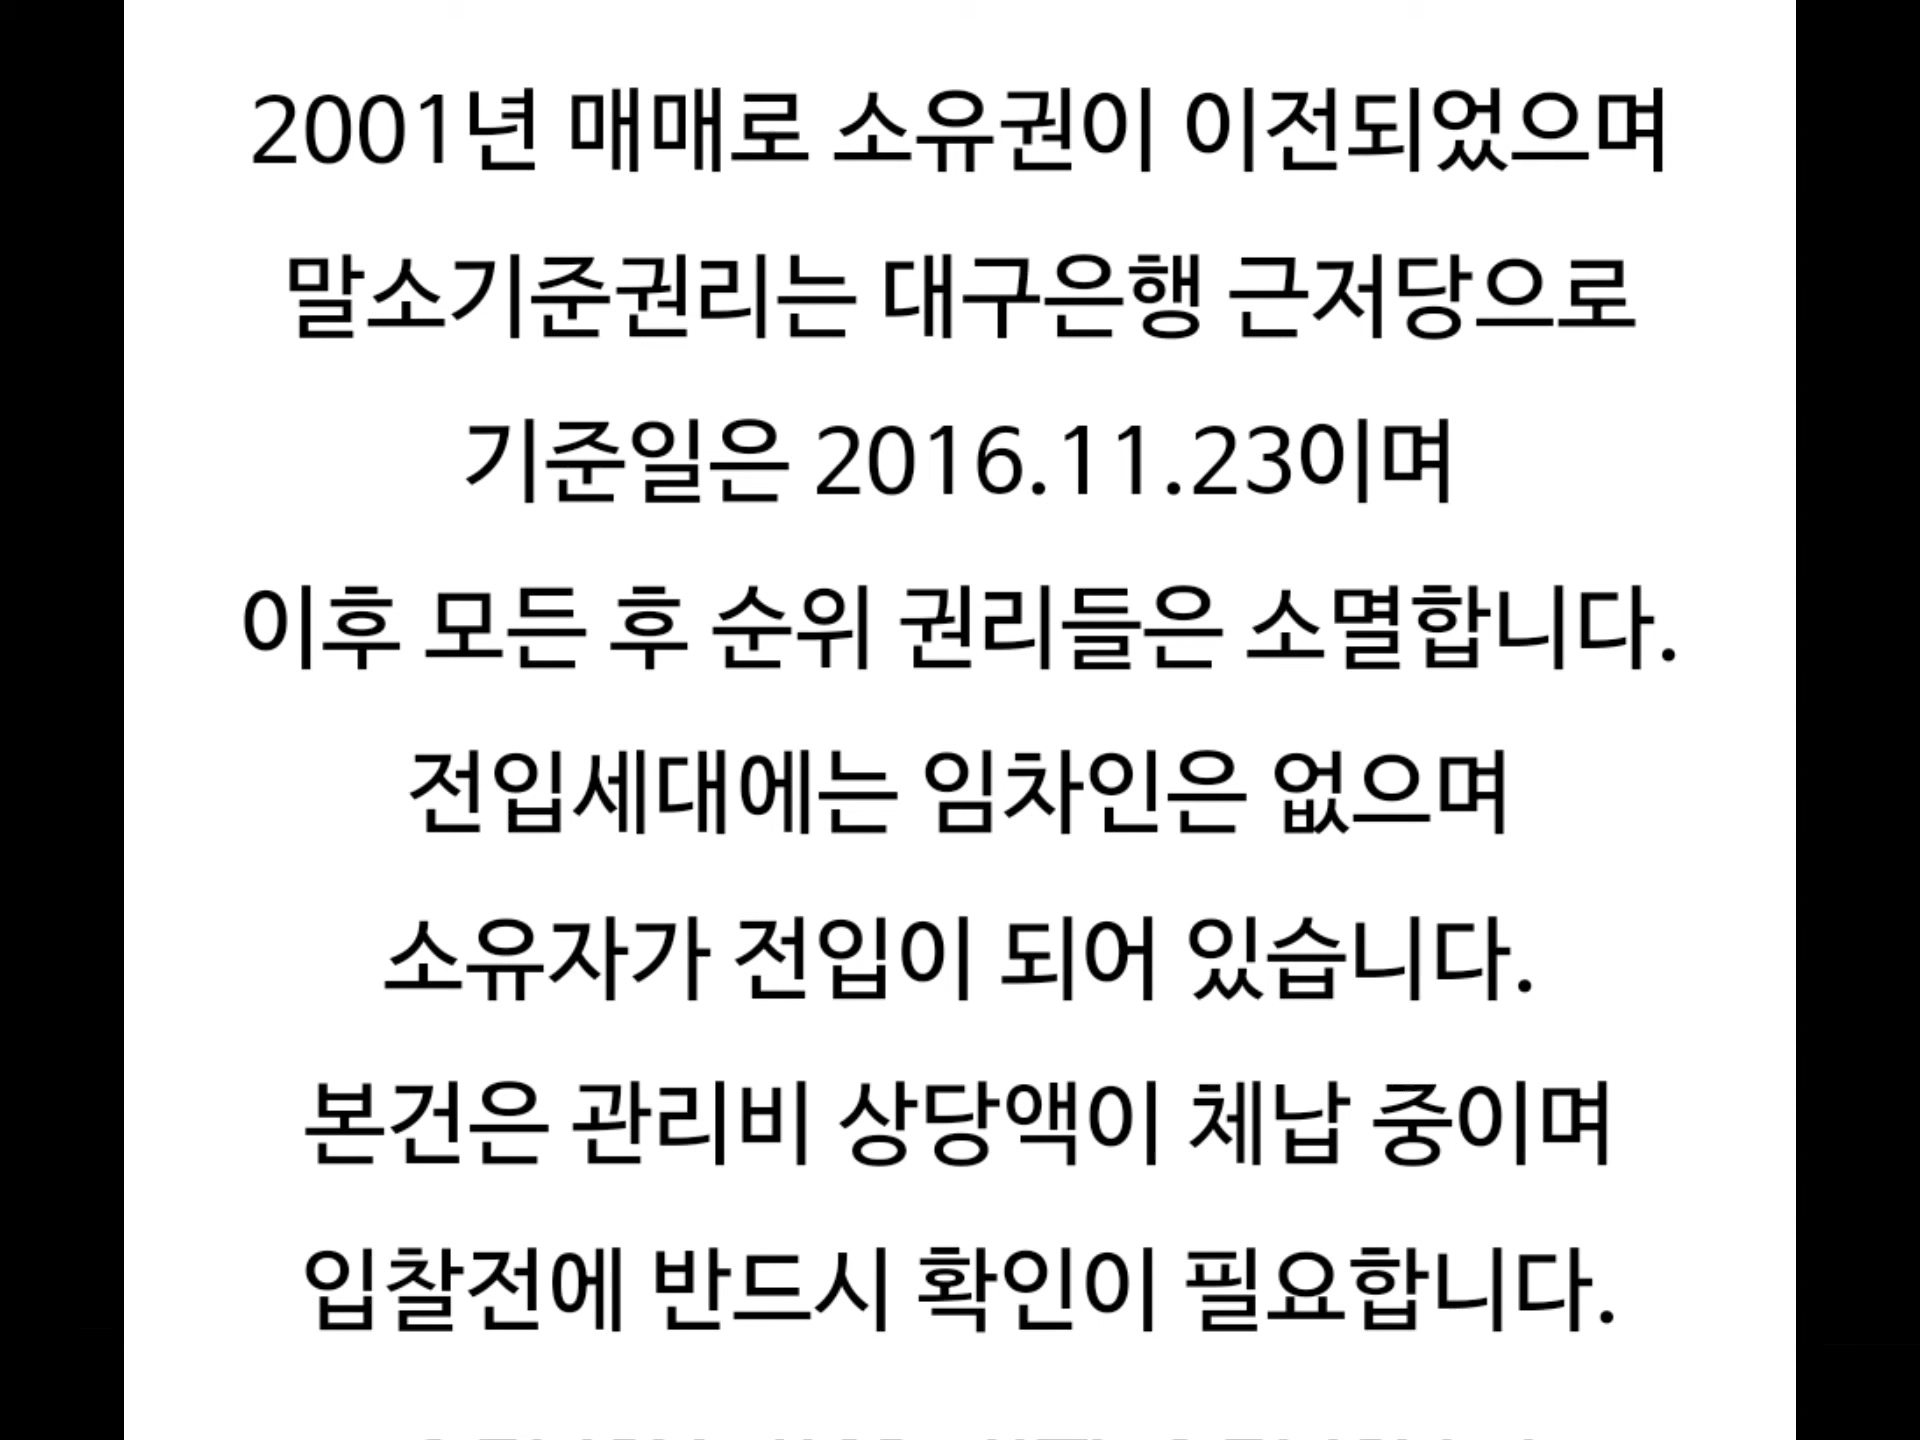 2001년 매매로 소유권이 이전되었으며
말소기준권리는 대구은행 근저당으로
기준일은 2016.11.23이며
이후 모든 후 순위 권리들은 소멸합니다.
전입세대에는 임차인은 없으며
소유자가 전입이 되어 있습니다.
본건은 관리비 상당액이 체납 중이며
입찰전에 반드시 확인이 필요합니다.